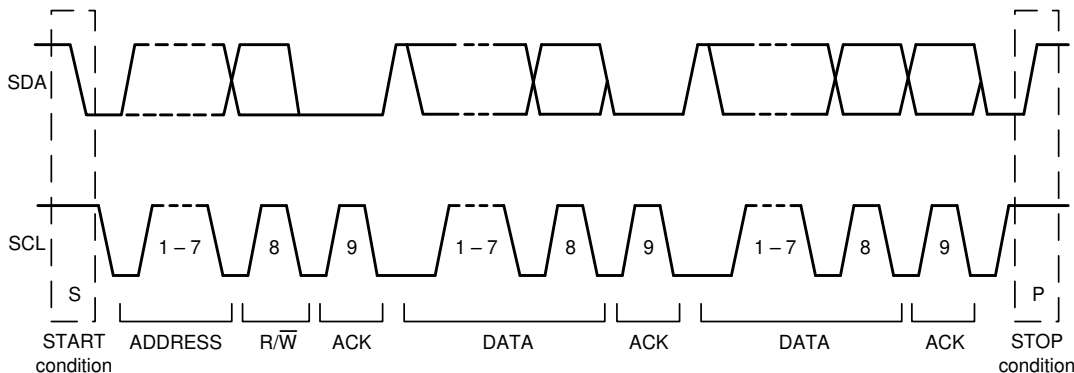 SDA
SCL
1 – 7 8 9 1 – 7 8 9 1 – 7 8 9
S P
START condition ADDRESS R/W̅ ACK DATA ACK DATA ACK STOP condition